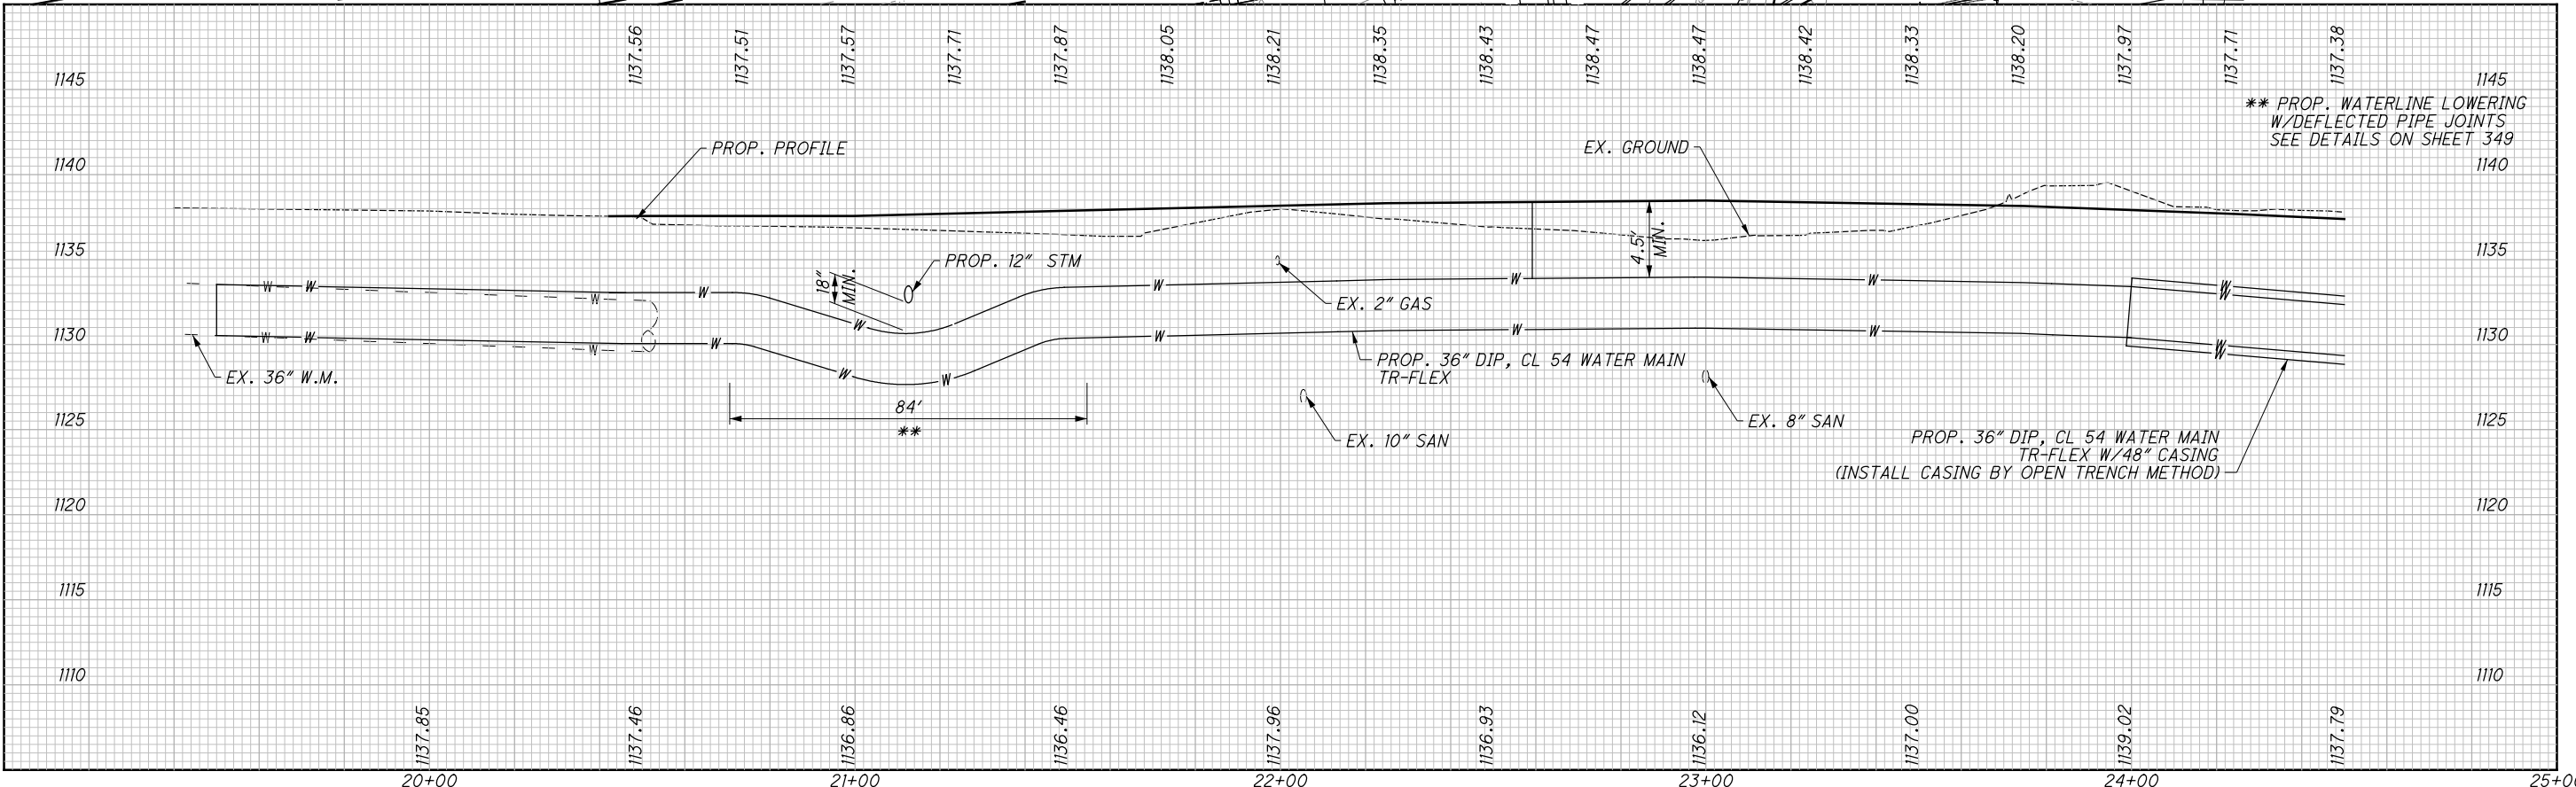 1137.56
1137.51
1137.57
1137.71
1137.87
1138.05
1138.21
1138.35
1138.43
1138.47
1138.47
1138.42
1138.33
1138.20
1137.97
1137.71
1137.38
1145
1145
** PROP. WATERLINE LOWERING
W/DEFLECTED PIPE JOINTS
SEE DETAILS ON SHEET 349
PROP. PROFILE
EX. GROUND
1140
1140
1135
1135
4.5'
MIN.
PROP. 12" STM
18"
MIN.
W
W
W
W
W
W
W
W
W
W
EX. 2" GAS
1130
1130
W
W
W
W
W
W
W
W
W
W
W
W
PROP. 36" DIP, CL 54 WATER MAIN
TR-FLEX
EX. 36" W.M.
84'
**
1125
1125
EX. 8" SAN
EX. 10" SAN
PROP. 36" DIP, CL 54 WATER MAIN
TR-FLEX W/48" CASING
(INSTALL CASING BY OPEN TRENCH METHOD)
1120
1120
1115
1115
1110
1110
1137.85
1137.46
1136.86
1136.46
1137.96
1136.93
1136.12
1137.00
1139.02
1137.79
20+00
21+00
22+00
23+00
24+00